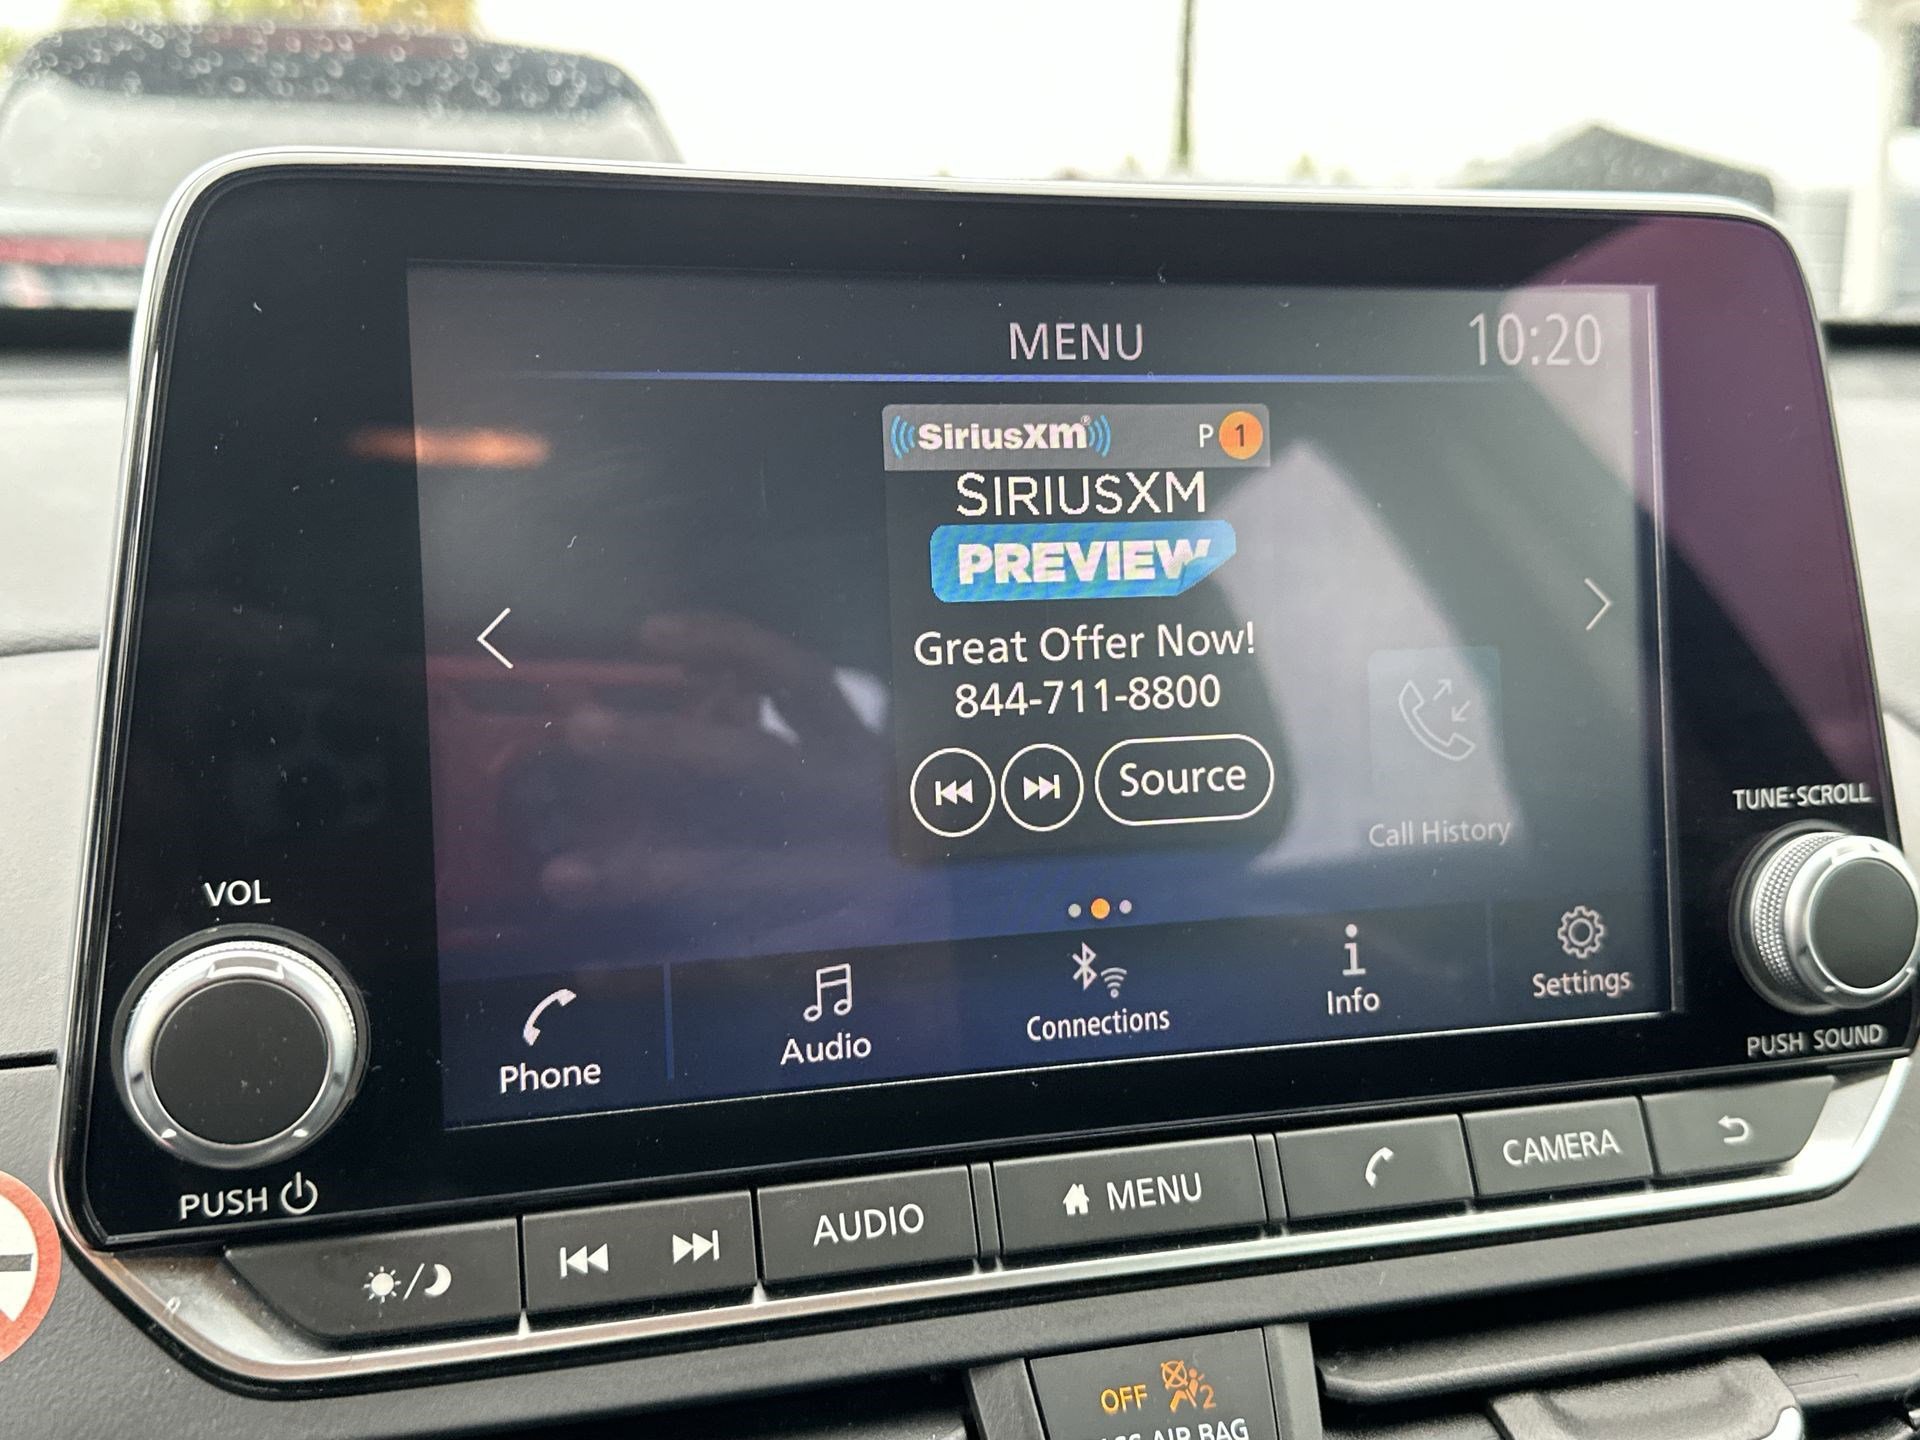 MENU
10:20
SiriusXm® P 1
SIRIUSXM
PREVIEW
Great Offer Now!
844-711-8800
Source
Call History
Phone
Audio
Connections
Info
Settings
VOL
PUSH
TUNE·SCROLL
PUSH SOUND
AUDIO
MENU
CAMERA
OFF 2
AIR BAG